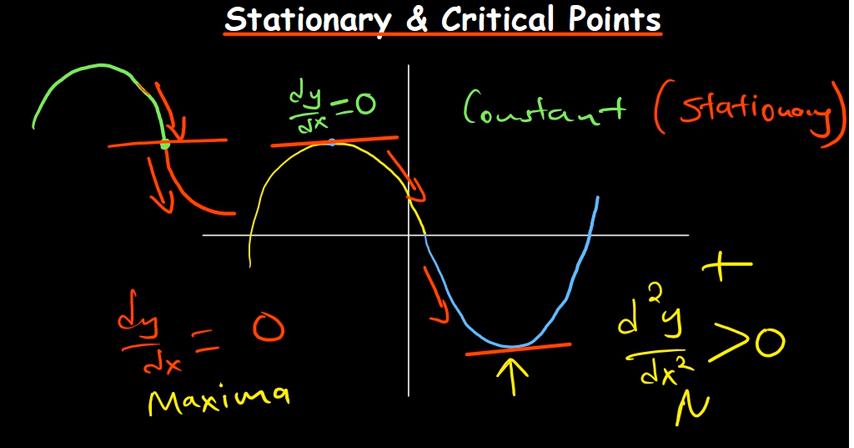 Stationary & Critical Points
dy/dx = 0
Constant (Stationary)
+
dy/dx = 0
d²y/dx² > 0
Maxima
N